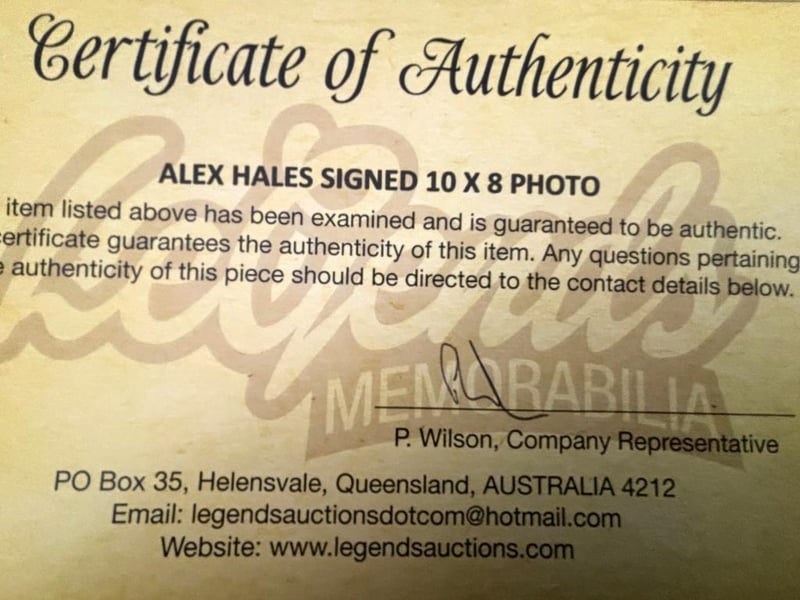 Certificate of Authenticity
Legends
MEMORABILIA
ALEX HALES SIGNED 10 X 8 PHOTO
item listed above has been examined and is guaranteed to be authentic.
certificate guarantees the authenticity of this item. Any questions pertaining
authenticity of this piece should be directed to the contact details below.
P. Wilson, Company Representative
PO Box 35, Helensvale, Queensland, AUSTRALIA 4212
Email: legendsauctionsdotcom@hotmail.com
Website: www.legendsauctions.com